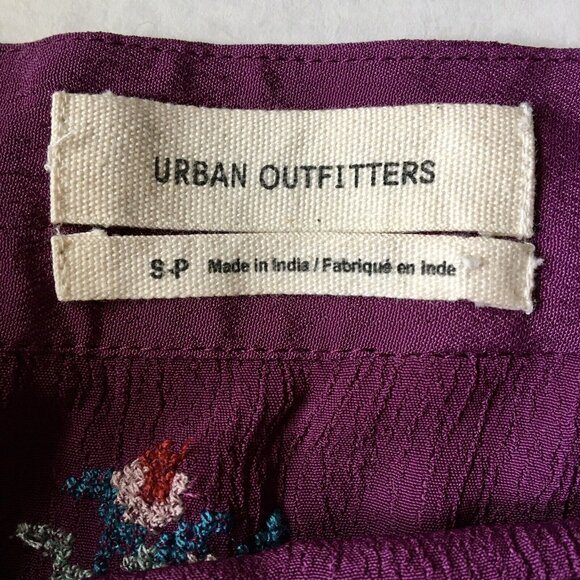 URBAN OUTFITTERS
S-P Made in India / Fabriqué en Inde